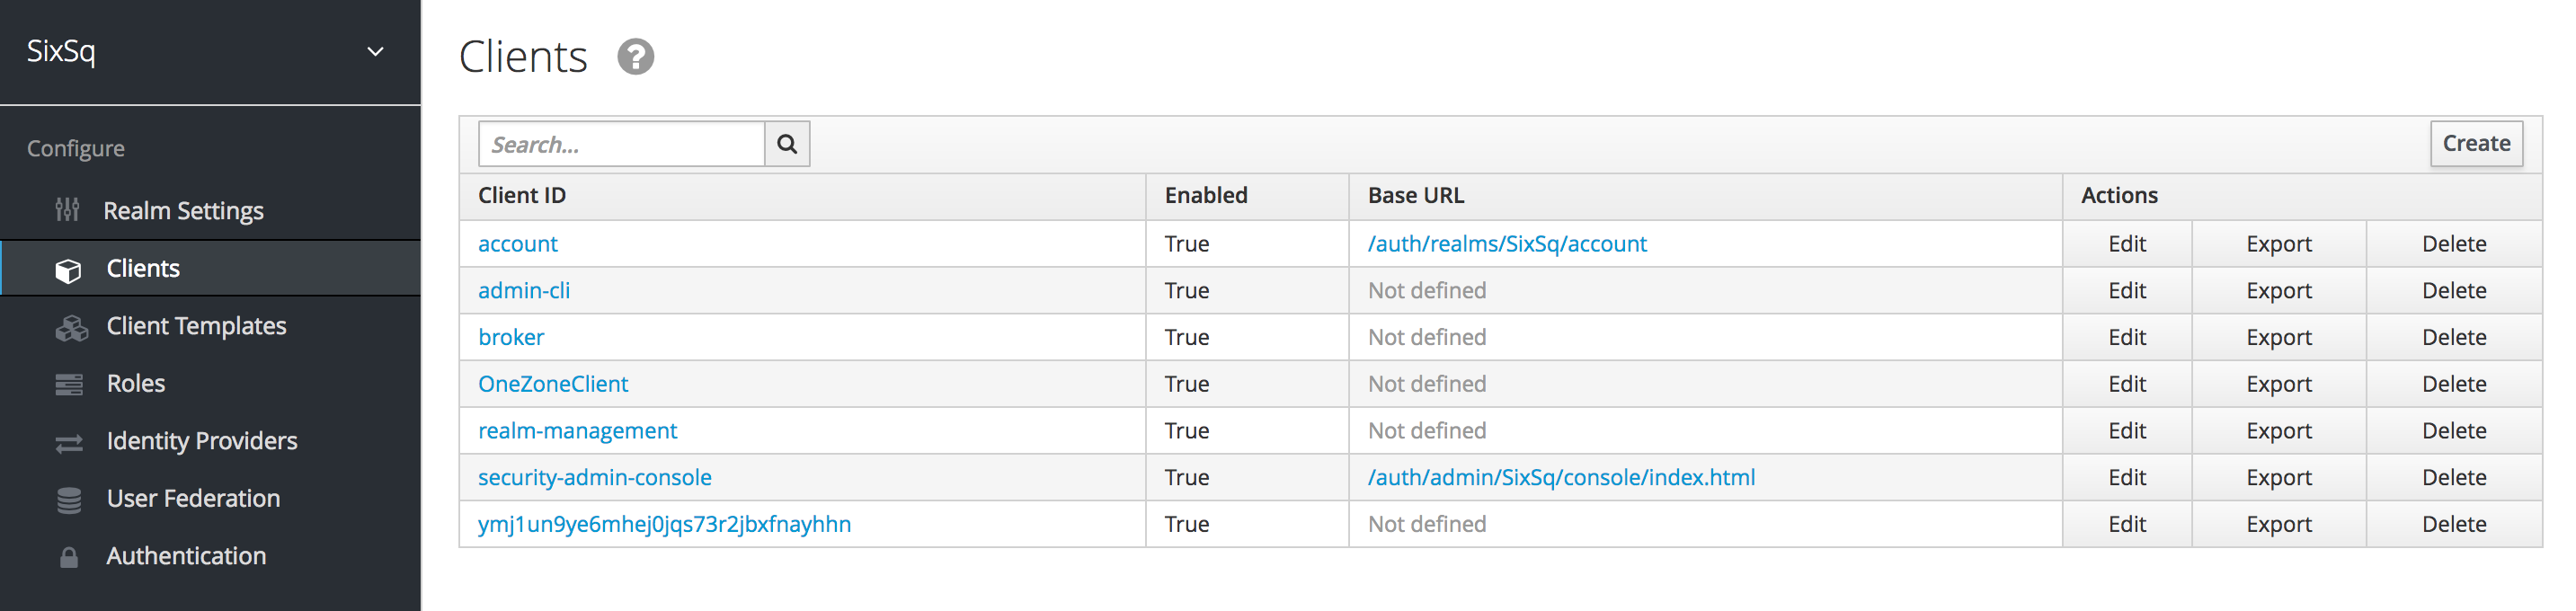 SixSq
Configure
Realm Settings
Clients
Client Templates
Roles
Identity Providers
User Federation
Authentication
Clients ?
Search...
Create
Client ID Enabled Base URL Actions
account True /auth/realms/SixSq/account Edit Export Delete
admin-cli True Not defined Edit Export Delete
broker True Not defined Edit Export Delete
OneZoneClient True Not defined Edit Export Delete
realm-management True Not defined Edit Export Delete
security-admin-console True /auth/admin/SixSq/console/index.html Edit Export Delete
ymj1un9ye6mhej0jqs73r2jbxfnayhhn True Not defined Edit Export Delete